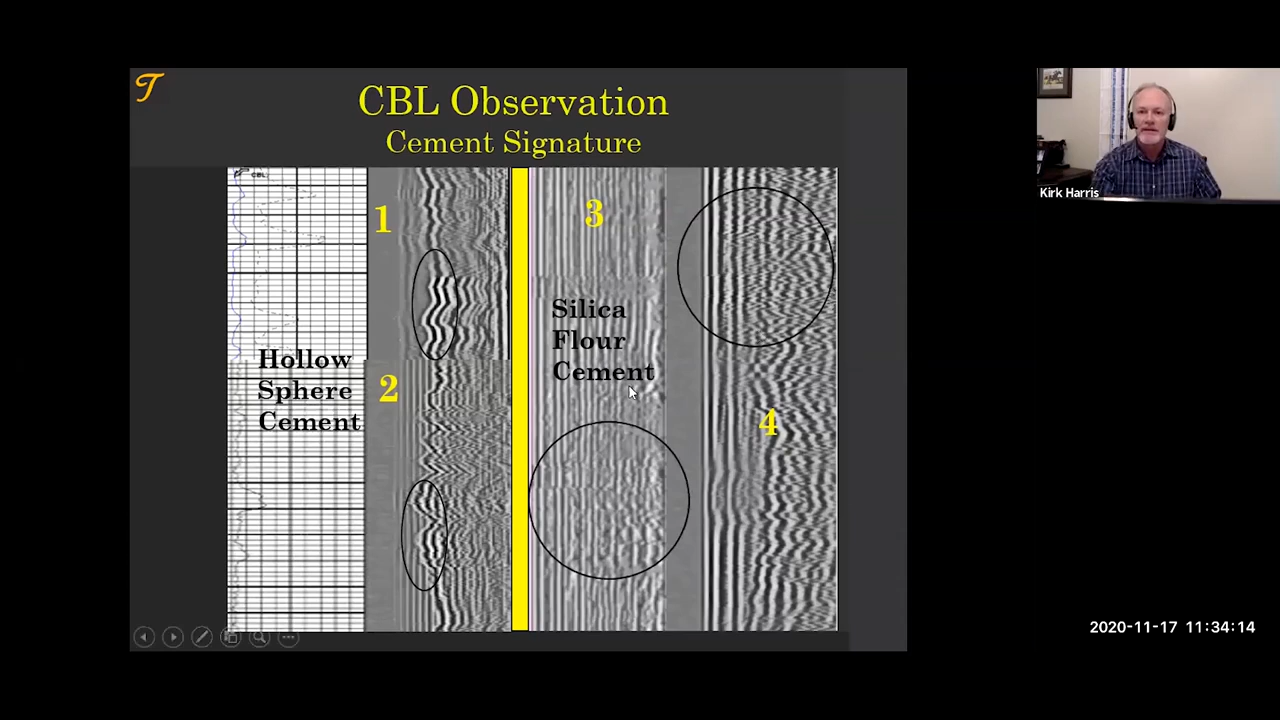 T
CBL Observation
Cement Signature
CBL
1
2
3
4
Hollow
Sphere
Cement
Silica
Flour
Cement
Kirk Harris
2020-11-17 11:34:14